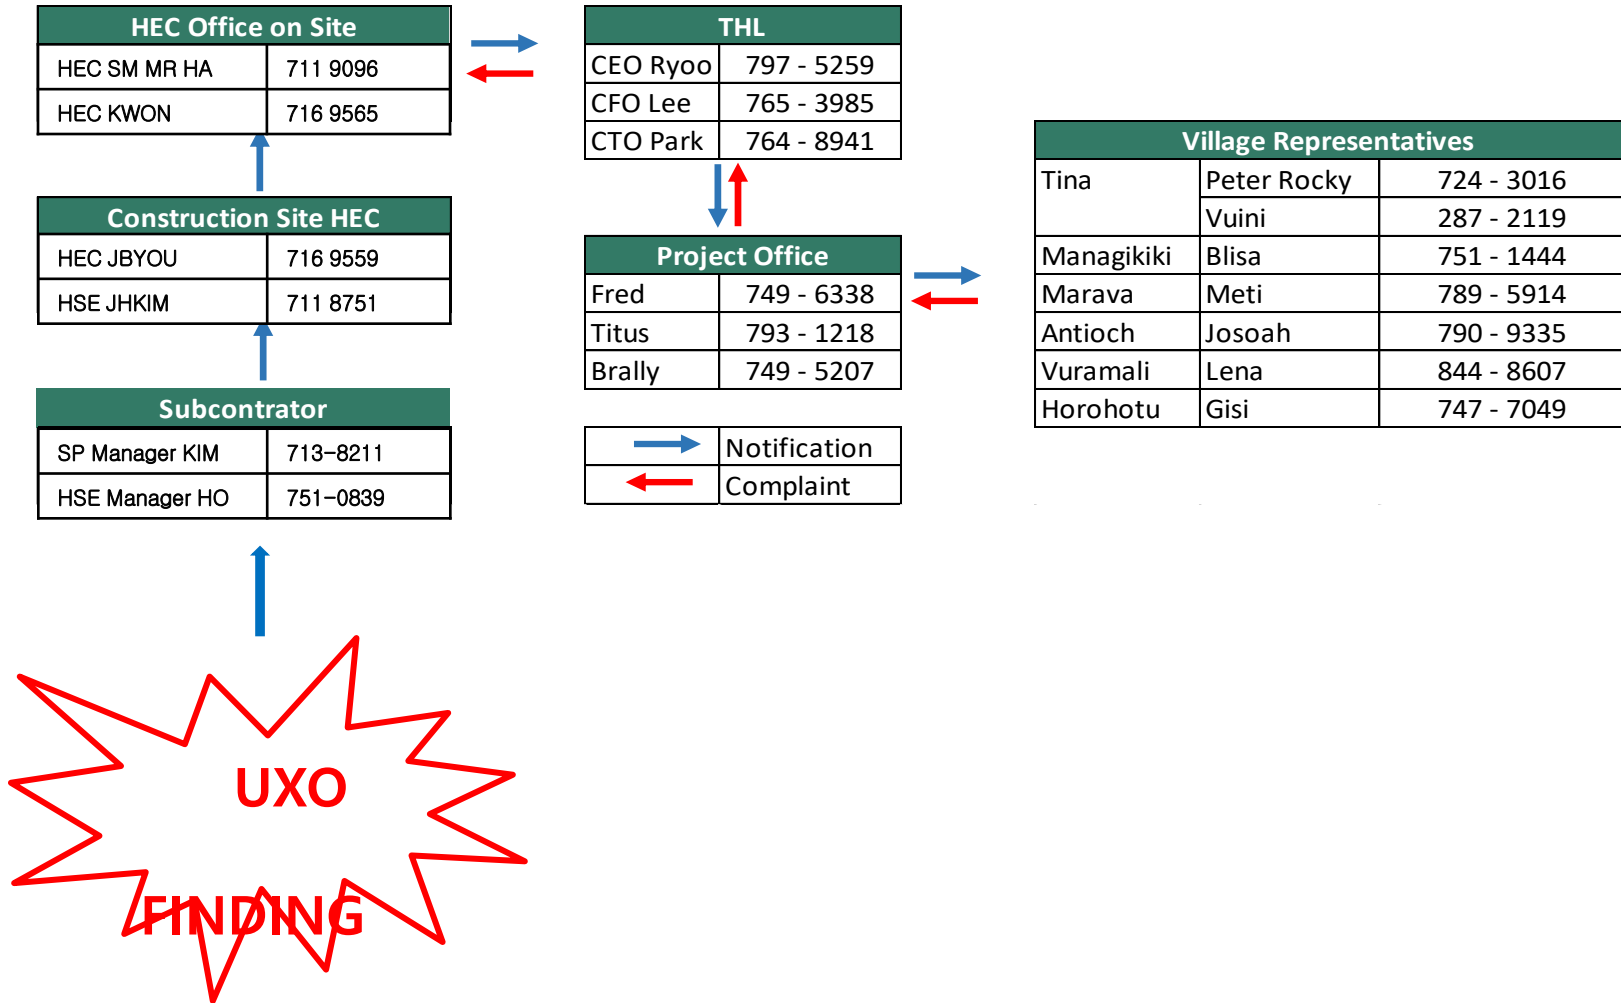 HEC Office on Site
HEC SM MR HA 711 9096
HEC KWON 716 9565
Construction Site HEC
HEC JBYOU 716 9559
HSE JHKIM 711 8751
Subcontrator
SP Manager KIM 713-8211
HSE Manager HO 751-0839
UXO
FINDING
THL
CEO Ryoo 797 - 5259
CFO Lee 765 - 3985
CTO Park 764 - 8941
Project Office
Fred 749 - 6338
Titus 793 - 1218
Brally 749 - 5207
Notification
Complaint
Village Representatives
Tina Peter Rocky 724 - 3016
Vuini 287 - 2119
Managikiki Blisa 751 - 1444
Marava Meti 789 - 5914
Antioch Josoah 790 - 9335
Vuramali Lena 844 - 8607
Horohotu Gisi 747 - 7049